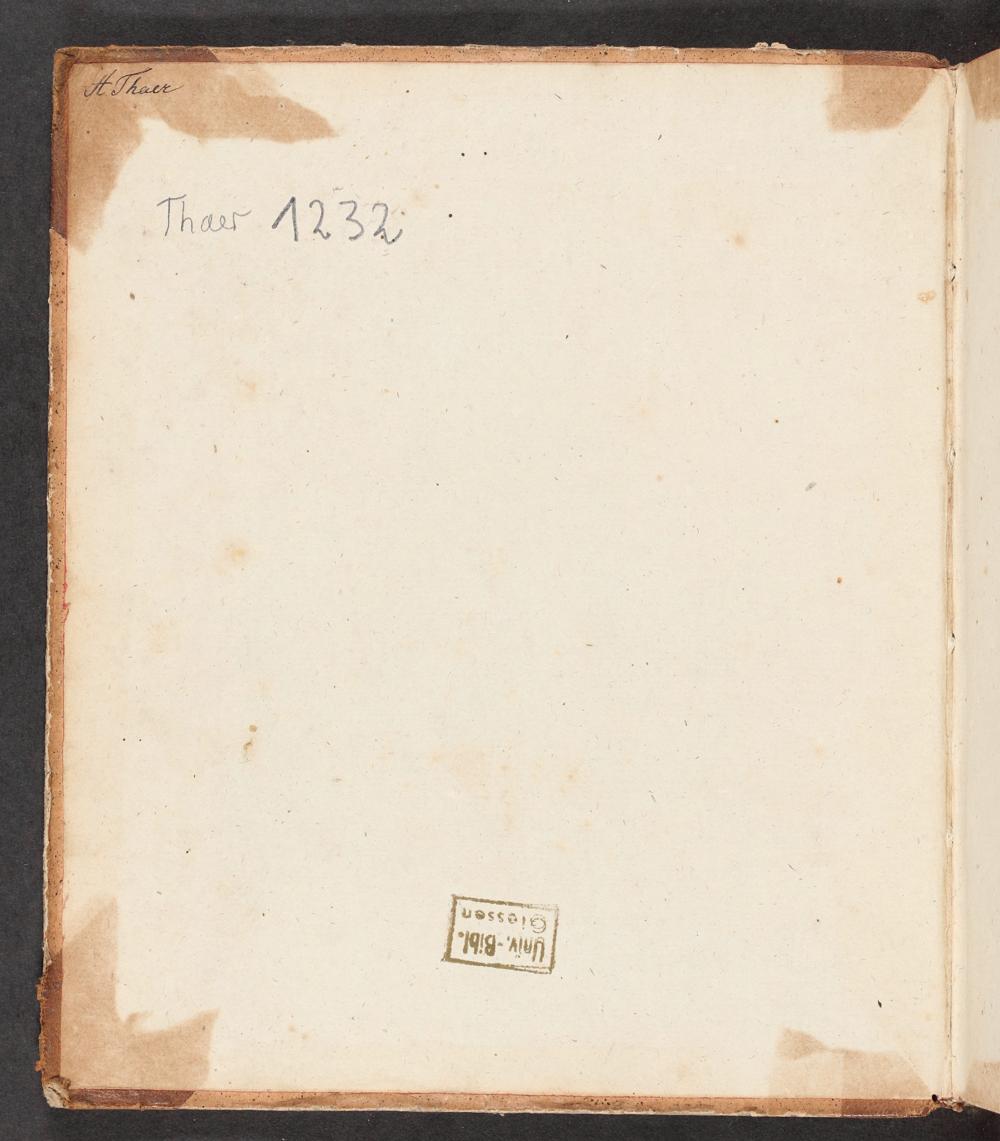 A. Thaer
Thaer 1232
Univ.-Bibl.
Giessen